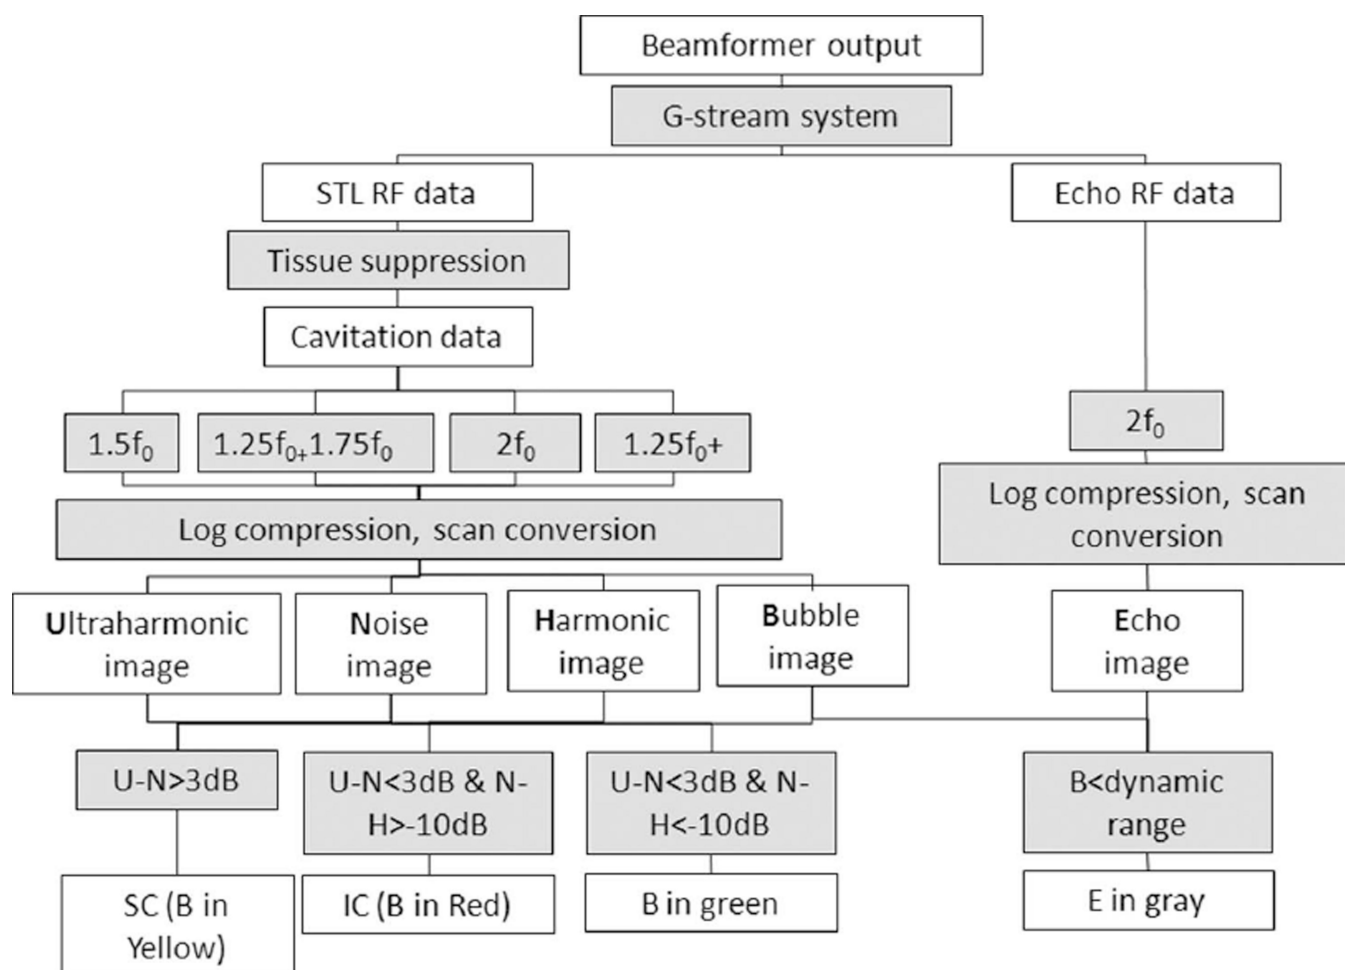 Beamformer output
G-stream system
STL RF data
Echo RF data
Tissue suppression
Cavitation data
1.5f₀
1.25f₀₊1.75f₀
2f₀
1.25f₀+
2f₀
Log compression, scan conversion
Log compression, scan
conversion
Ultraharmonic
image
Noise
image
Harmonic
image
Bubble
image
Echo
image
U-N>3dB
U-N<3dB & N-
H>-10dB
U-N<3dB & N-
H<-10dB
B<dynamic
range
SC (B in
Yellow)
IC (B in Red)
B in green
E in gray